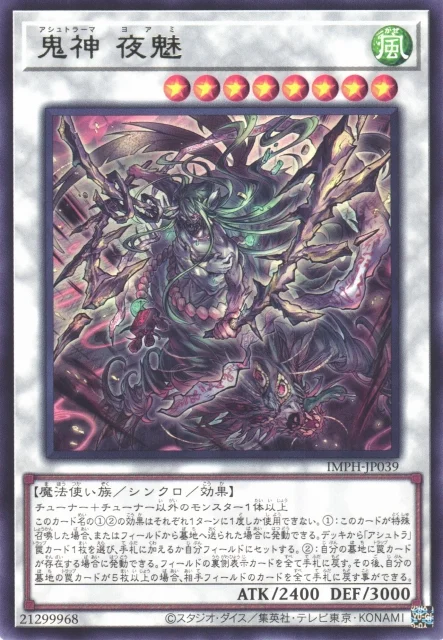 アシュトラーマ ヨアミ
鬼神 夜魅
かぜ
風
IMPH-JP039
【魔法使い族／シンクロ／効果】
チューナー＋チューナー以外のモンスター1体以上
このカード名の①②の効果はそれぞれ1ターンに1度しか使用できない。①：このカードが特殊
召喚した場合、またはフィールドから墓地へ送られた場合に発動できる。デッキから「アシュトラ」
罠カード1枚を選び、手札に加えるか自分フィールドにセットする。②：自分の墓地に罠カード
が存在する場合に発動できる。フィールドの裏側表示カードを全て手札に戻す。その後、自分の
墓地の罠カードが5枚以上の場合、相手フィールドのカードを全て手札に戻す事ができる。
ATK/2400 DEF/3000
21299968
©スタジオ・ダイス／集英社・テレビ東京・KONAMI